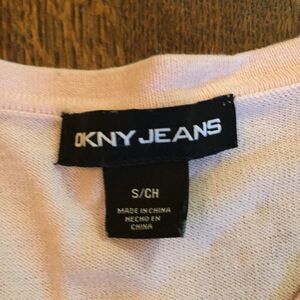 DKNY JEANS
S/CH
MADE IN CHINA
HECHO EN
CHINA